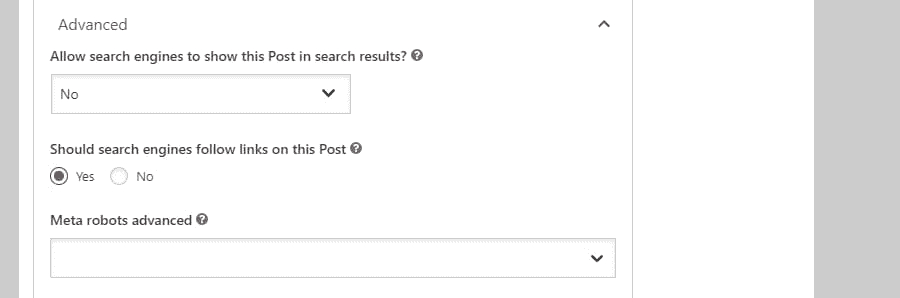 Advanced
Allow search engines to show this Post in search results?
No
Should search engines follow links on this Post
Yes No
Meta robots advanced